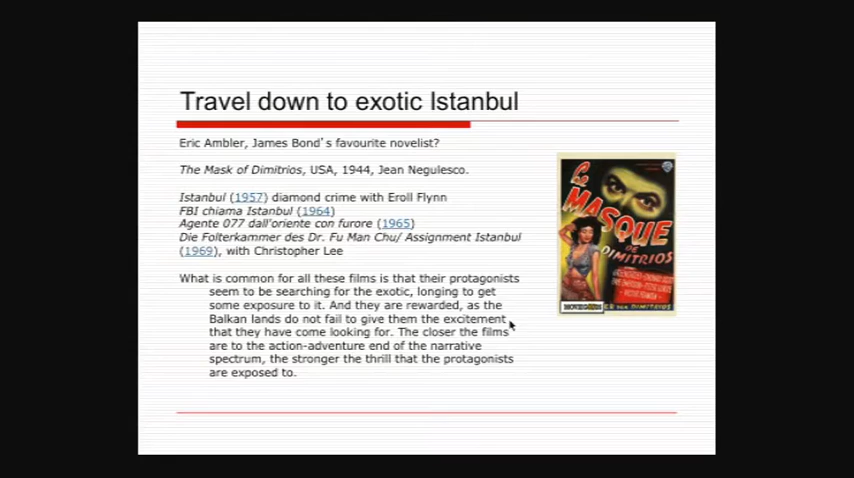 Travel down to exotic Istanbul
Eric Ambler, James Bond's favourite novelist?
The Mask of Dimitrios, USA, 1944, Jean Negulesco.
Istanbul (1957) diamond crime with Eroll Flynn
FBI chiama Istanbul (1964)
Agente 077 dall'oriente con furore (1965)
Die Folterkammer des Dr. Fu Man Chu/ Assignment Istanbul
(1969), with Christopher Lee
What is common for all these films is that their protagonists
seem to be searching for the exotic, longing to get
some exposure to it. And they are rewarded, as the
Balkan lands do not fail to give them the excitement
that they have come looking for. The closer the films
are to the action-adventure end of the narrative
spectrum, the stronger the thrill that the protagonists
are exposed to.
Le
MASQUE
DE
DIMITRIOS